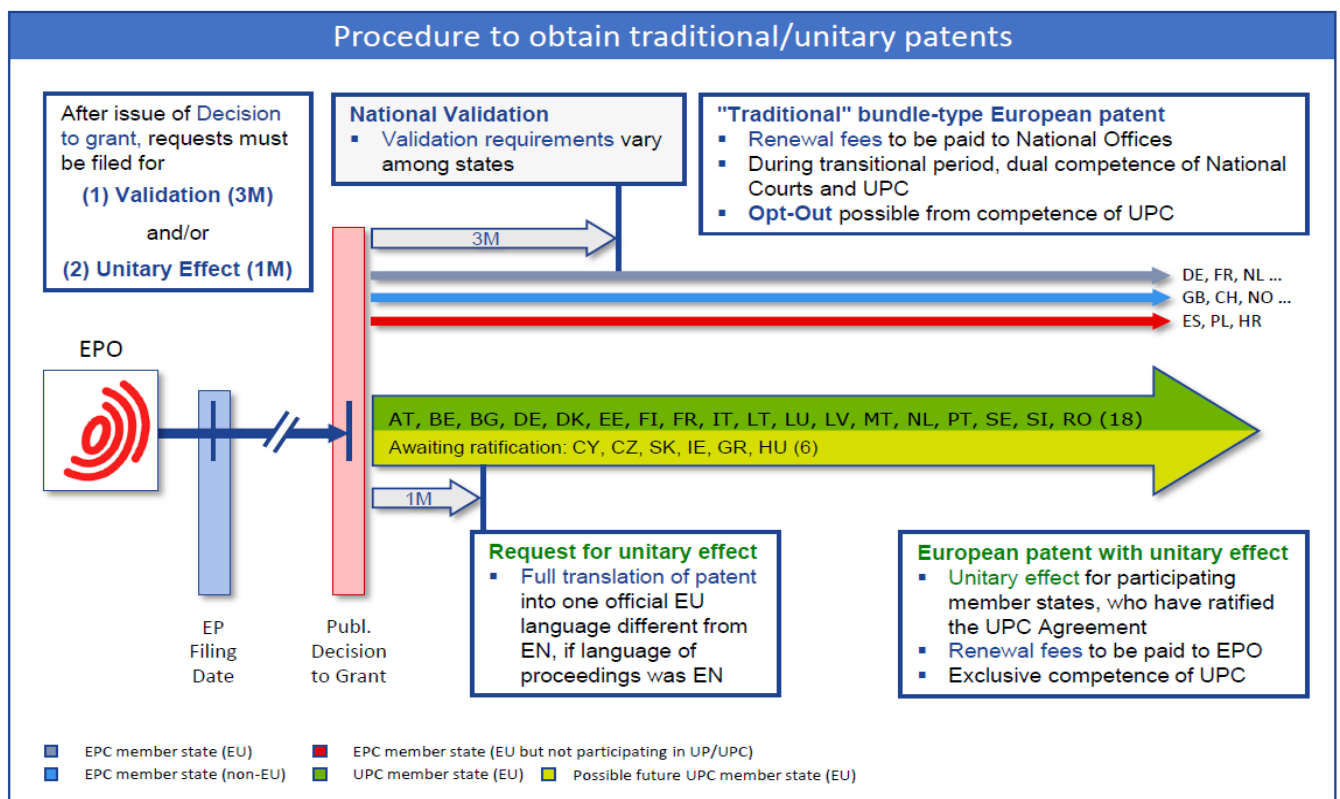 Procedure to obtain traditional/unitary patents
After issue of Decision
to grant, requests must
be filed for
(1) Validation (3M)
and/or
(2) Unitary Effect (1M)
National Validation
▪ Validation requirements vary
among states
"Traditional" bundle-type European patent
▪ Renewal fees to be paid to National Offices
▪ During transitional period, dual competence of National
Courts and UPC
▪ Opt-Out possible from competence of UPC
3M
DE, FR, NL ...
GB, CH, NO ...
ES, PL, HR
EPO
AT, BE, BG, DE, DK, EE, FI, FR, IT, LT, LU, LV, MT, NL, PT, SE, SI, RO (18)
Awaiting ratification: CY, CZ, SK, IE, GR, HU (6)
1M
EP
Filing
Date
Publ.
Decision
to Grant
Request for unitary effect
▪ Full translation of patent
into one official EU
language different from
EN, if language of
proceedings was EN
European patent with unitary effect
▪ Unitary effect for participating
member states, who have ratified
the UPC Agreement
▪ Renewal fees to be paid to EPO
▪ Exclusive competence of UPC
EPC member state (EU)
EPC member state (EU but not participating in UP/UPC)
EPC member state (non-EU)
UPC member state (EU)
Possible future UPC member state (EU)